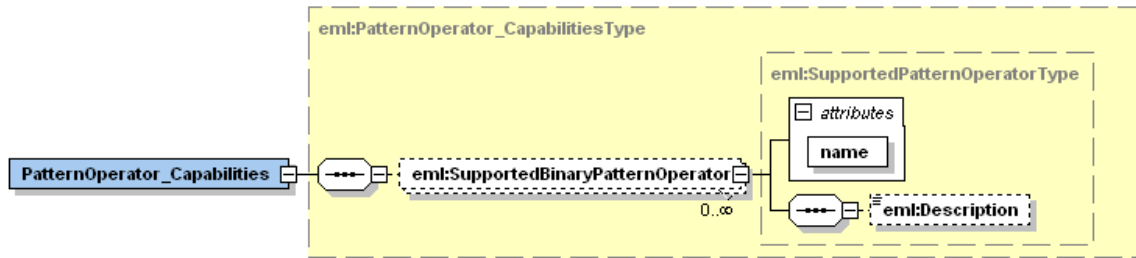 eml:PatternOperator_CapabilitiesType
eml:SupportedPatternOperatorType
attributes
name
PatternOperator_Capabilities
eml:SupportedBinaryPatternOperator
0..∞
eml:Description